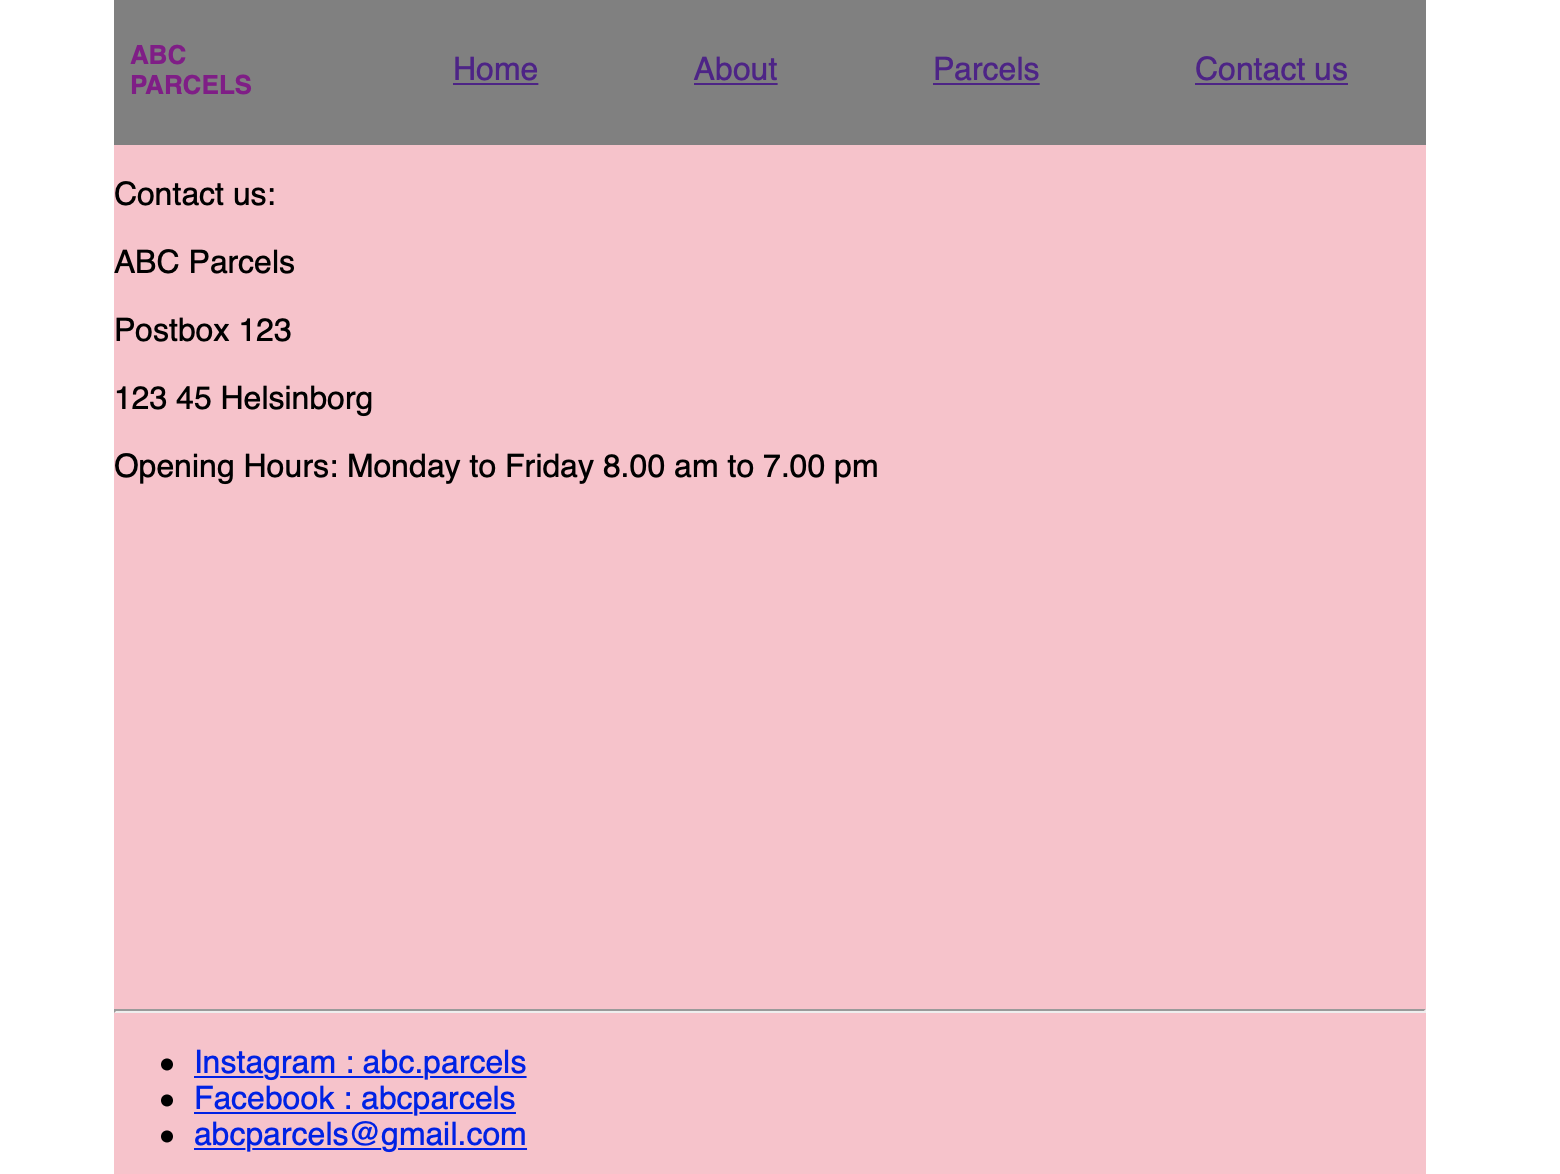 ABC
PARCELS
Home About Parcels Contact us
Contact us:
ABC Parcels
Postbox 123
123 45 Helsinborg
Opening Hours: Monday to Friday 8.00 am to 7.00 pm
Instagram : abc.parcels
Facebook : abcparcels
abcparcels@gmail.com